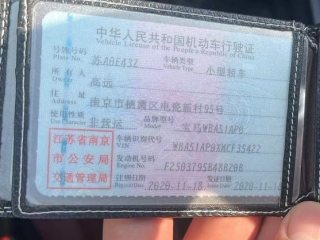 中华人民共和国机动车行驶证
Vehicle License of the People's Republic of China
号牌号码
Plate No.
苏A0F43Z
车辆类型
Vehicle Type
小型轿车
所有人
Owner
高远
住址
Address
南京市栖霞区电瓷新村95号
使用性质
Use Character
非营运
品牌型号
Model
宝马WBA51AP0
江苏省南京
市公安局
交通管理局
车辆识别代号
VIN
发动机号码
Engine No.
注册日期
Register Date
2020-11-18
发证日期
Issue Date
2020-11-18